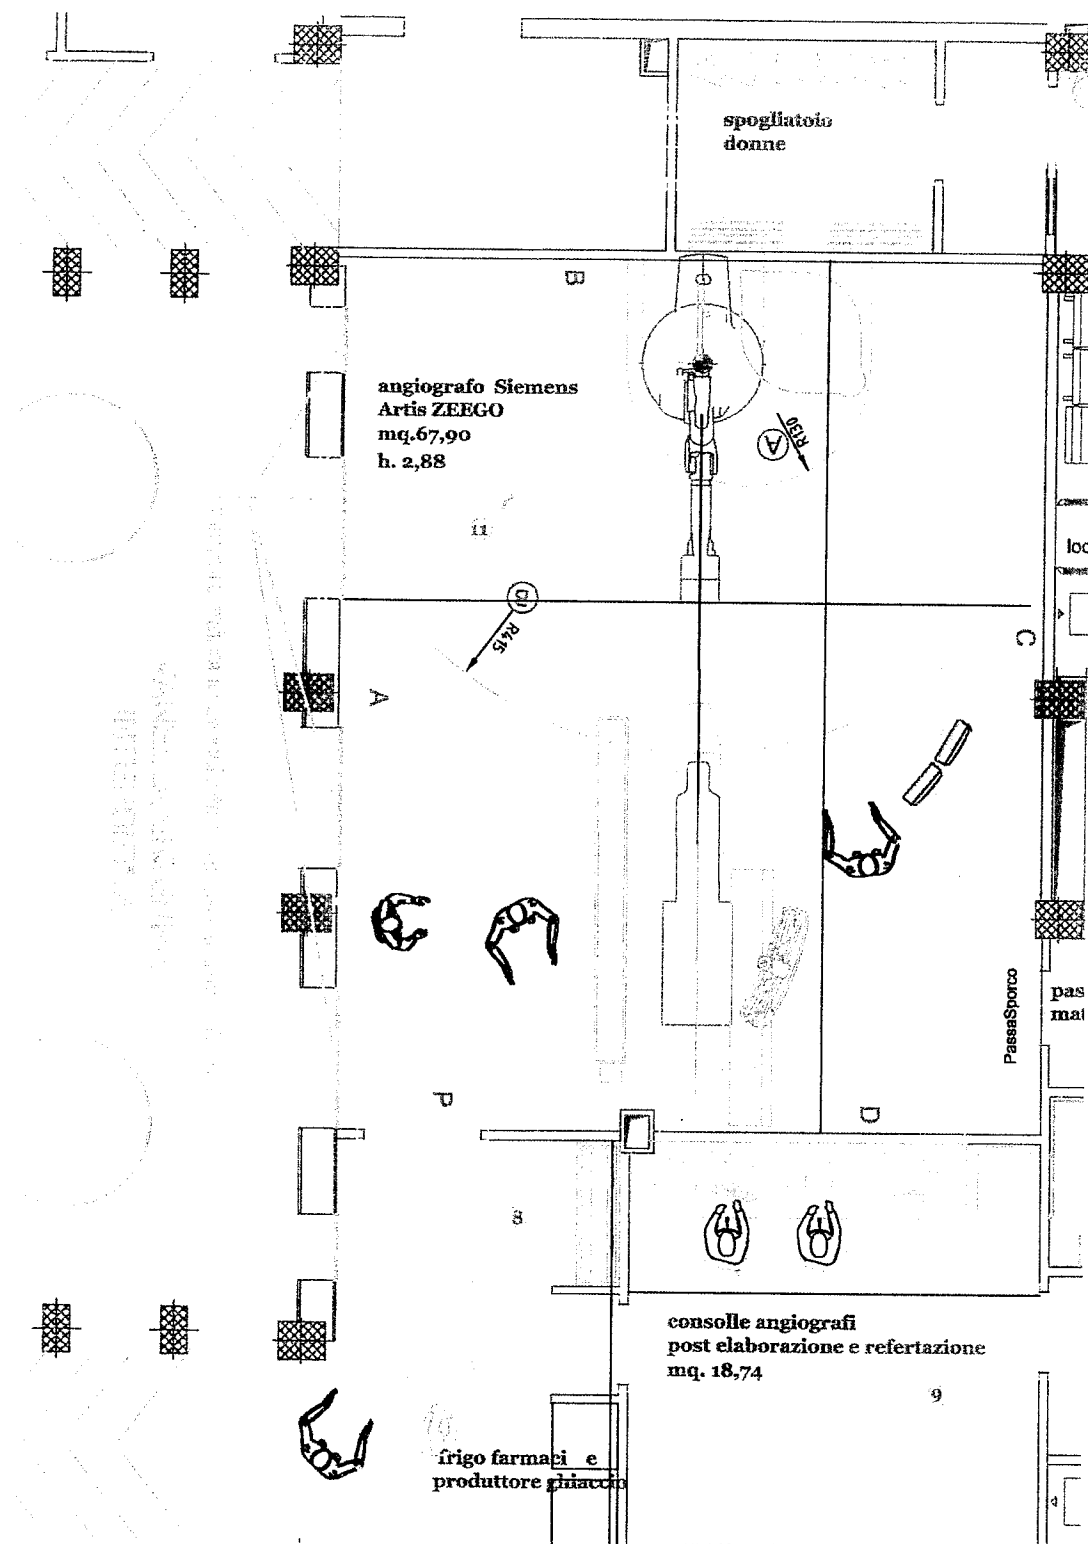 spogliatoio
donne
B
angiografo Siemens
Artis ZEEGO
mq.67,90
h. 2,88
A
R130
11
loc
R415
C
A
PassaSporco
pas
mat
P
D
8
consolle angiografi
post elaborazione e refertazione
mq. 18,74
9
frigo farmaci e
produttore ghiaccio